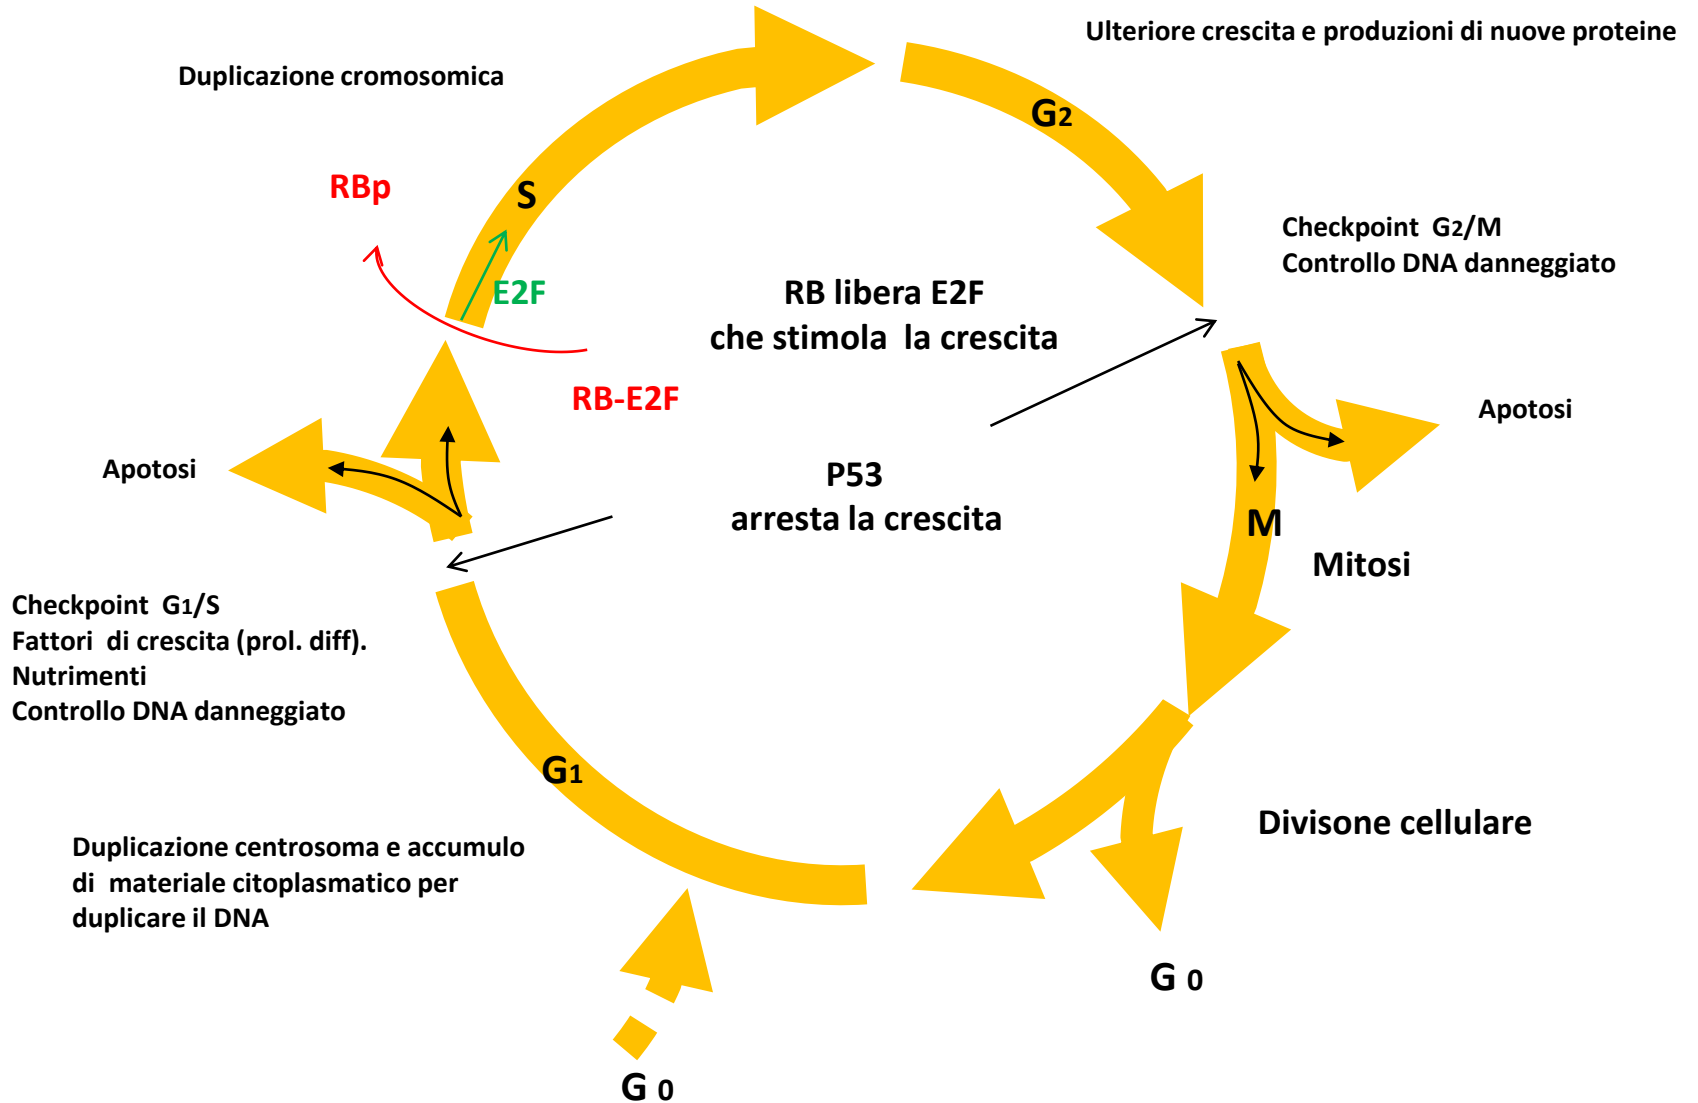 Ulteriore crescita e produzioni di nuove proteine
Duplicazione cromosomica
G2
RBp
S
Checkpoint G2/M
Controllo DNA danneggiato
E2F
RB libera E2F
che stimola la crescita
RB-E2F
Apotosi
Apotosi
P53
arresta la crescita
M
Mitosi
Checkpoint G1/S
Fattori di crescita (prol. diff).
Nutrimenti
Controllo DNA danneggiato
G1
Divisone cellulare
Duplicazione centrosoma e accumulo
di materiale citoplasmatico per
duplicare il DNA
G 0
G 0